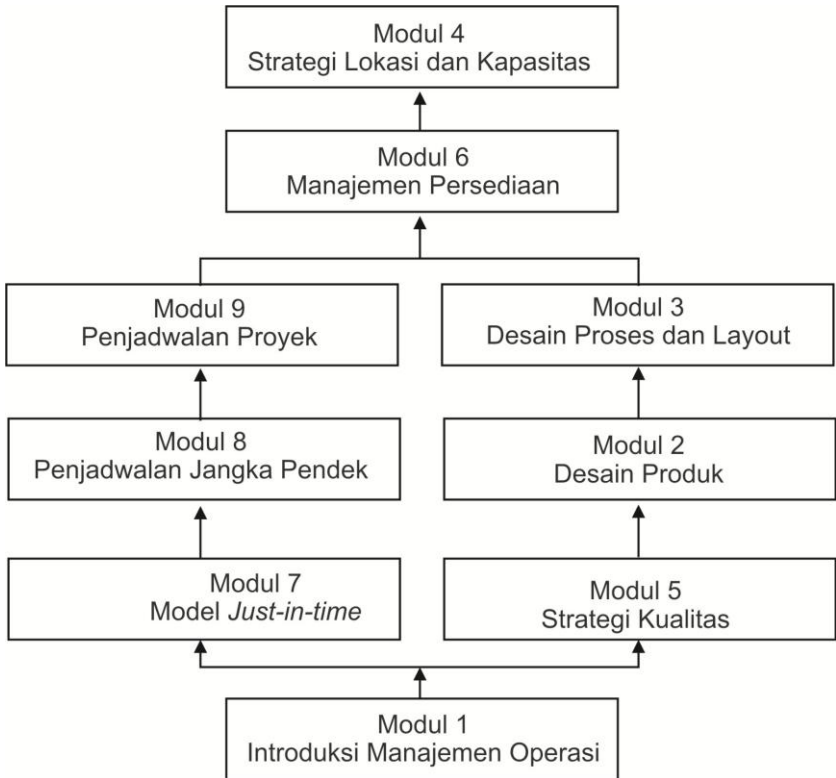 Modul 4
Strategi Lokasi dan Kapasitas
Modul 6
Manajemen Persediaan
Modul 9
Penjadwalan Proyek
Modul 3
Desain Proses dan Layout
Modul 8
Penjadwalan Jangka Pendek
Modul 2
Desain Produk
Modul 7
Model Just-in-time
Modul 5
Strategi Kualitas
Modul 1
Introduksi Manajemen Operasi